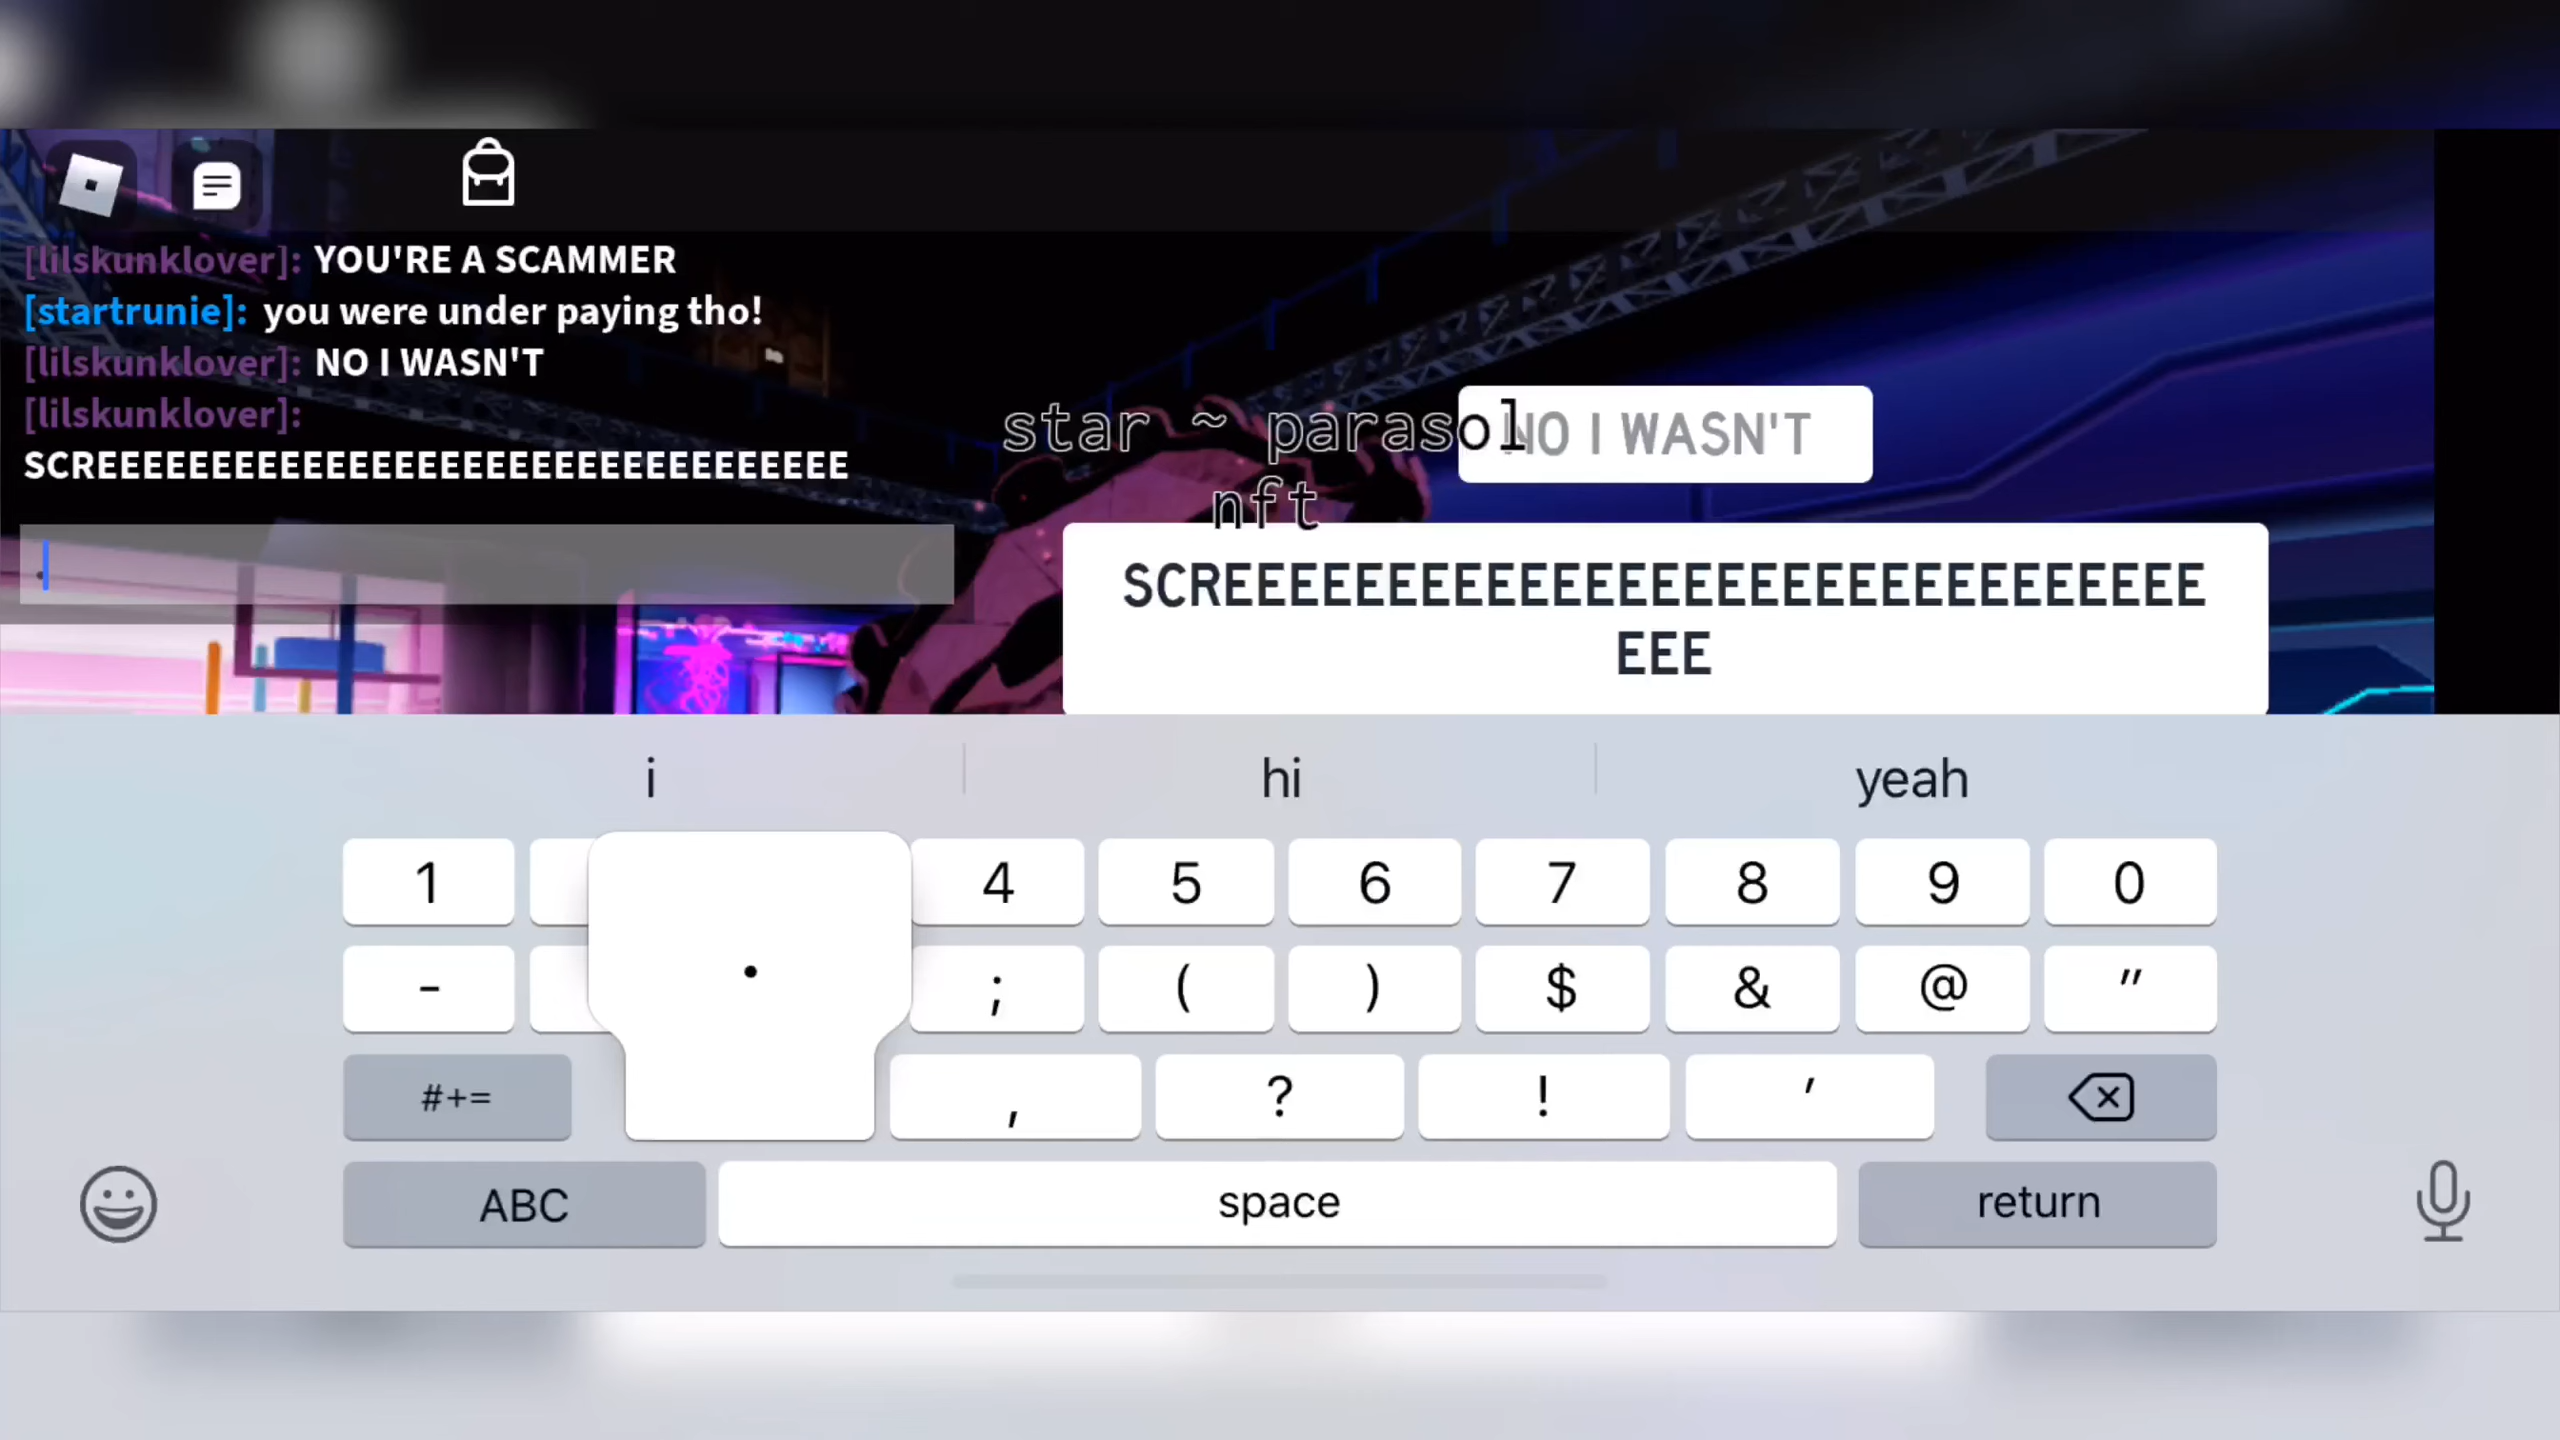 [lilskunklover]: YOU'RE A SCAMMER
[startrunie]: you were under paying tho!
[lilskunklover]: NO I WASN'T
[lilskunklover]:
SCREEEEEEEEEEEEEEEEEEEEEEEEEEEEEEEEE
.
star ~ parasol
nft
NO I WASN'T
SCREEEEEEEEEEEEEEEEEEEEEEEEEEEEEE
EEE
i hi yeah
1 4 5 6 7 8 9 0
- ; ( ) $ & @ "
#+= . , ? ! '
ABC space return